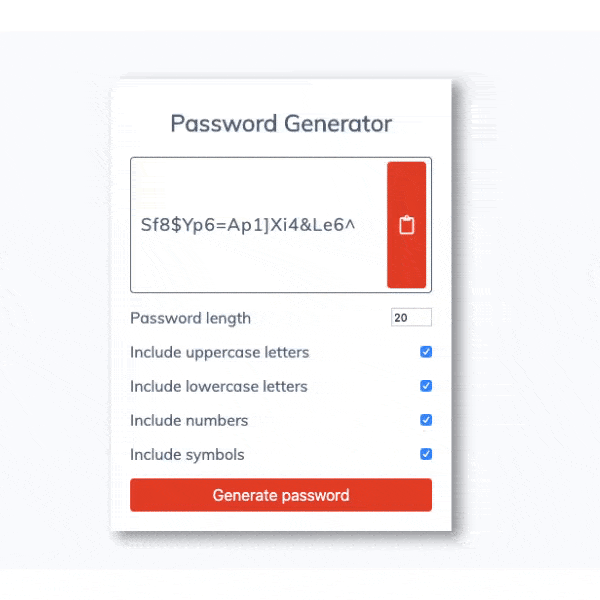 Password Generator
Sf8$Yp6=Ap1]Xi4&Le6^
Password length
20
Include uppercase letters
Include lowercase letters
Include numbers
Include symbols
Generate password